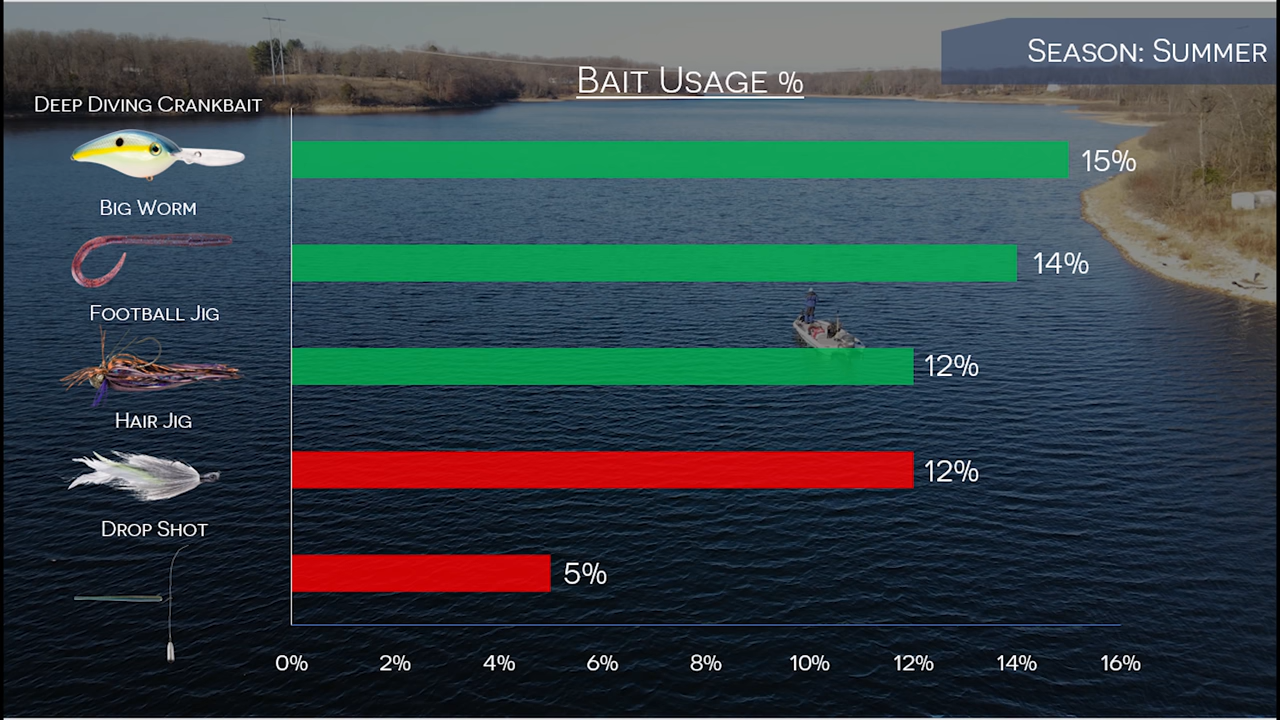 Season: Summer
Bait Usage %
Deep Diving Crankbait
15%
Big Worm
14%
Football Jig
12%
Hair Jig
12%
Drop Shot
5%
0% 2% 4% 6% 8% 10% 12% 14% 16%